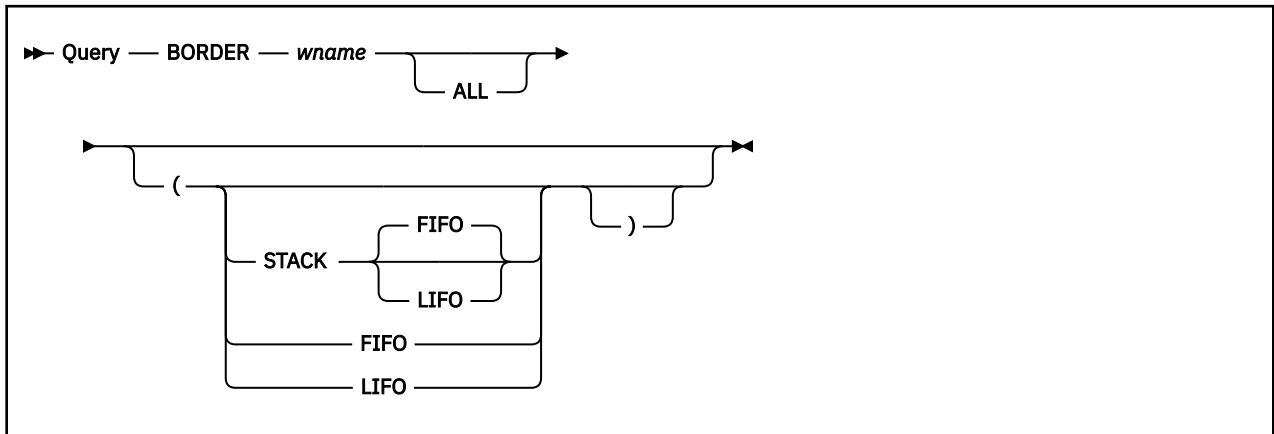 Query BORDER wname
ALL
(
)
FIFO
STACK
LIFO
FIFO
LIFO